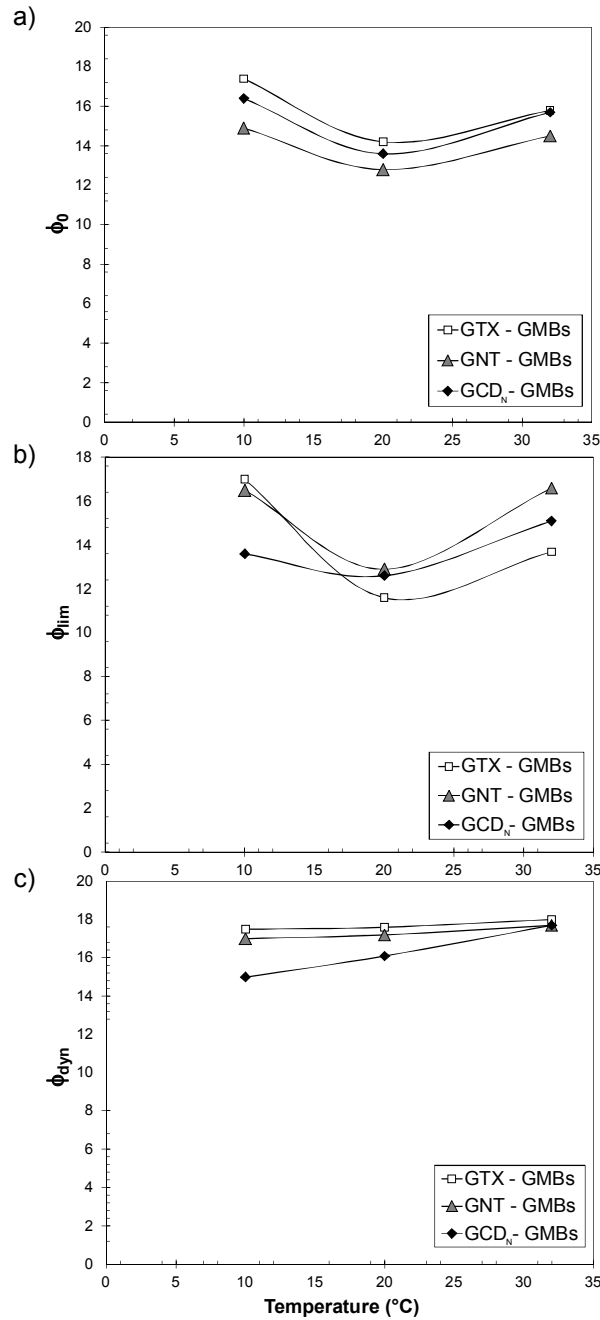 a)
20
18
16
14
12
10
8
6
4
2
0
ϕ0
GTX - GMBs
GNT - GMBs
GCDN- GMBs
0 5 10 15 20 25 30 35
b)
18
16
14
12
10
8
6
4
2
0
ϕlim
GTX - GMBs
GNT - GMBs
GCDN- GMBs
0 5 10 15 20 25 30 35
c)
20
18
16
14
12
10
8
6
4
2
0
ϕdyn
GTX - GMBs
GNT - GMBs
GCDN- GMBs
0 5 10 15 20 25 30 35
Temperature (°C)